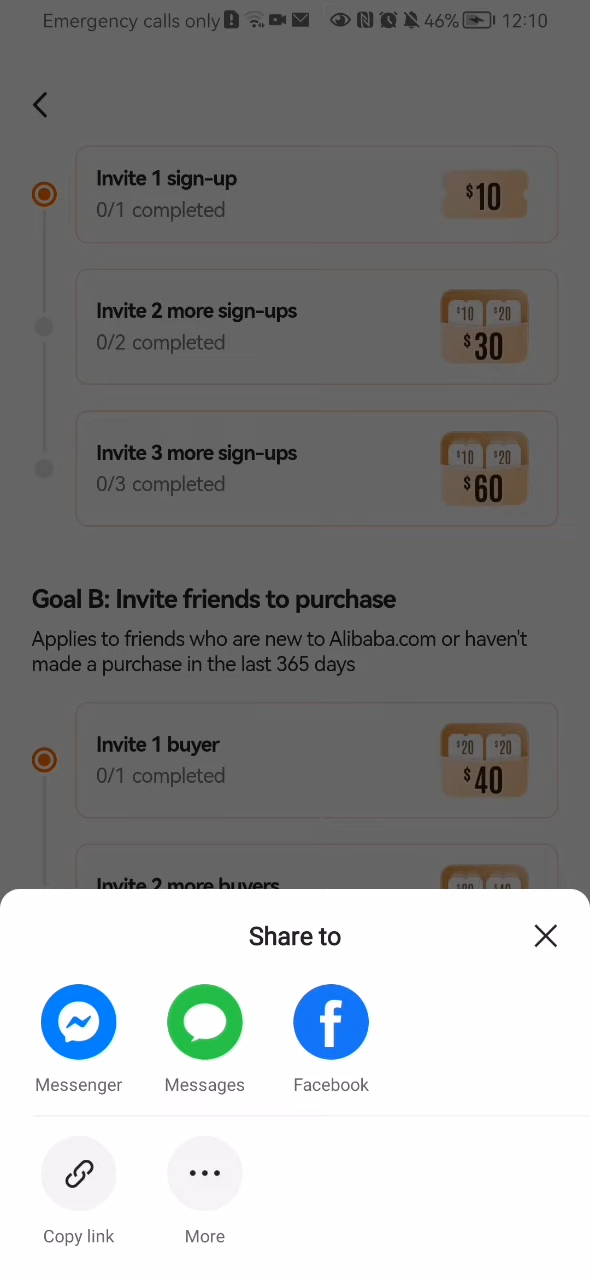 Emergency calls only 46% 12:10
Invite 1 sign-up
0/1 completed
$10
Invite 2 more sign-ups
0/2 completed
$10 $20
$30
Invite 3 more sign-ups
0/3 completed
$10 $20
$60
Goal B: Invite friends to purchase
Applies to friends who are new to Alibaba.com or haven't
made a purchase in the last 365 days
Invite 1 buyer
0/1 completed
$20 $20
$40
Invite 2 more buyers
Share to
Messenger Messages Facebook
Copy link More